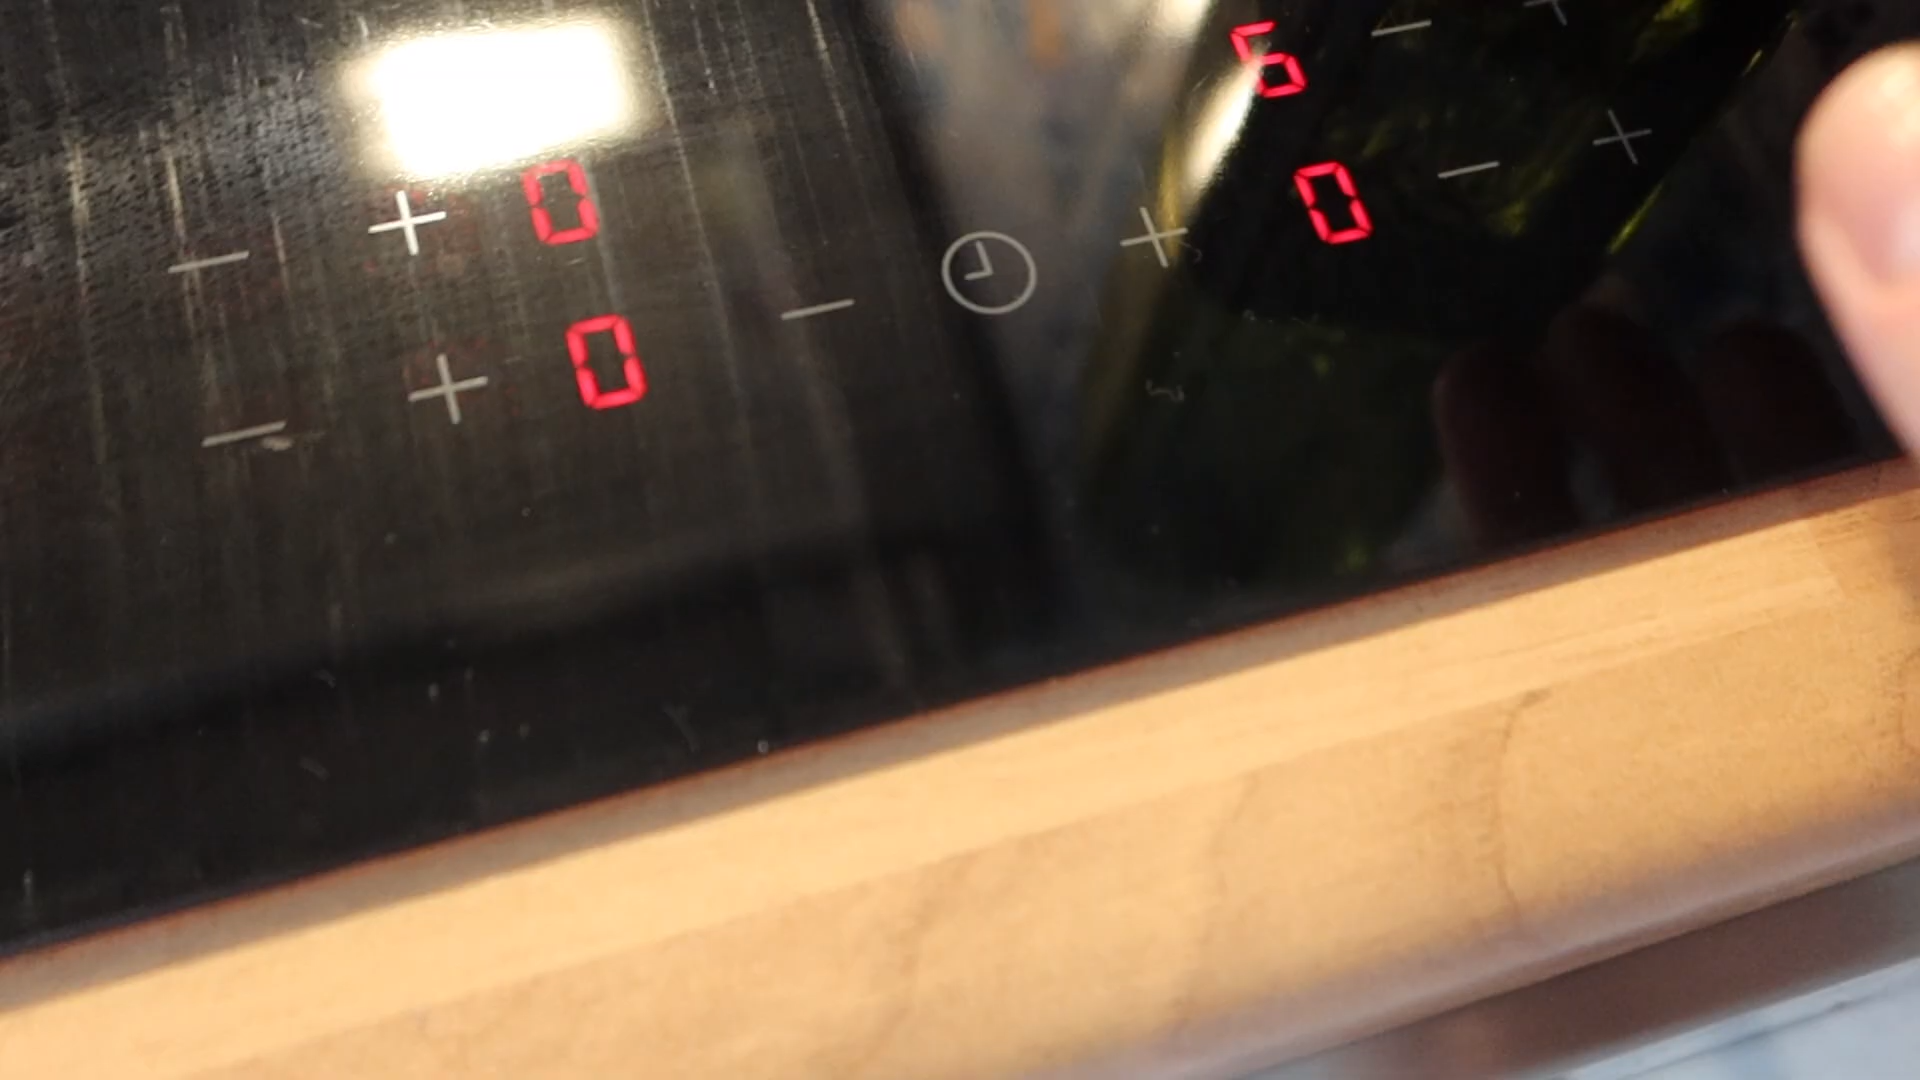 6 − +
− + 0
0 − +
− +
− + 0